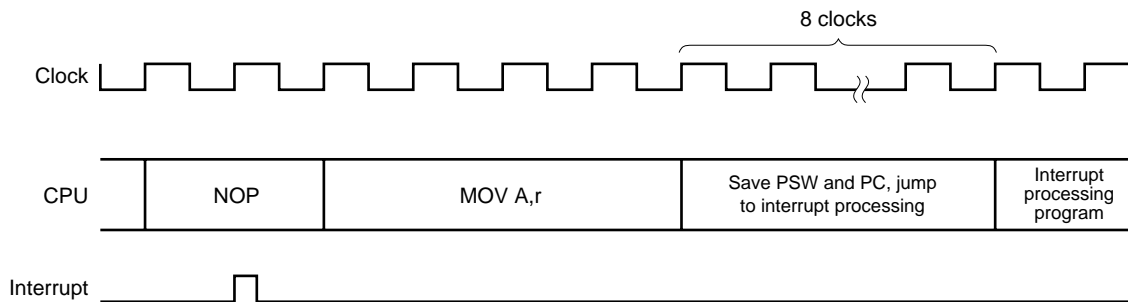 8 clocks
Clock
CPU
NOP
MOV A,r
Save PSW and PC, jump
to interrupt processing
Interrupt
processing
program
Interrupt